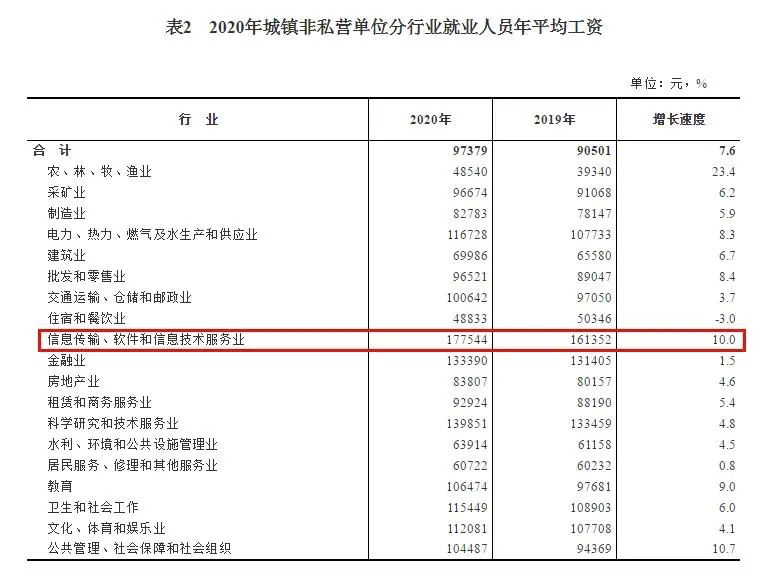 表2 2020年城镇非私营单位分行业就业人员年平均工资
单位：元，%
行 业 2020年 2019年 增长速度
合 计 97379 90501 7.6
农、林、牧、渔业 48540 39340 23.4
采矿业 96674 91068 6.2
制造业 82783 78147 5.9
电力、热力、燃气及水生产和供应业 116728 107733 8.3
建筑业 69986 65580 6.7
批发和零售业 96521 89047 8.4
交通运输、仓储和邮政业 100642 97050 3.7
住宿和餐饮业 48833 50346 -3.0
信息传输、软件和信息技术服务业 177544 161352 10.0
金融业 133390 131405 1.5
房地产业 83807 80157 4.6
租赁和商务服务业 92924 88190 5.4
科学研究和技术服务业 139851 133459 4.8
水利、环境和公共设施管理业 63914 61158 4.5
居民服务、修理和其他服务业 60722 60232 0.8
教育 106474 97681 9.0
卫生和社会工作 115449 108903 6.0
文化、体育和娱乐业 112081 107708 4.1
公共管理、社会保障和社会组织 104487 94369 10.7